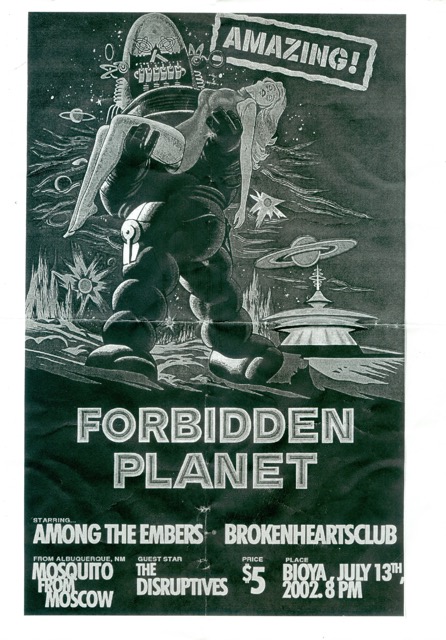 AMAZING!
FORBIDDEN
PLANET
STARRING...
AMONG THE EMBERS BROKENHEARTSCLUB
FROM ALBUQUERQUE, NM
MOSQUITO
FROM
MOSCOW
GUEST STAR
THE
DISRUPTIVES
PRICE
$5
PLACE
BIOYA, JULY 13TH,
2002. 8 PM